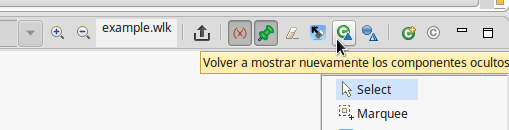 example.wlk
(x)
Volver a mostrar nuevamente los componentes ocultos
Select
Marquee